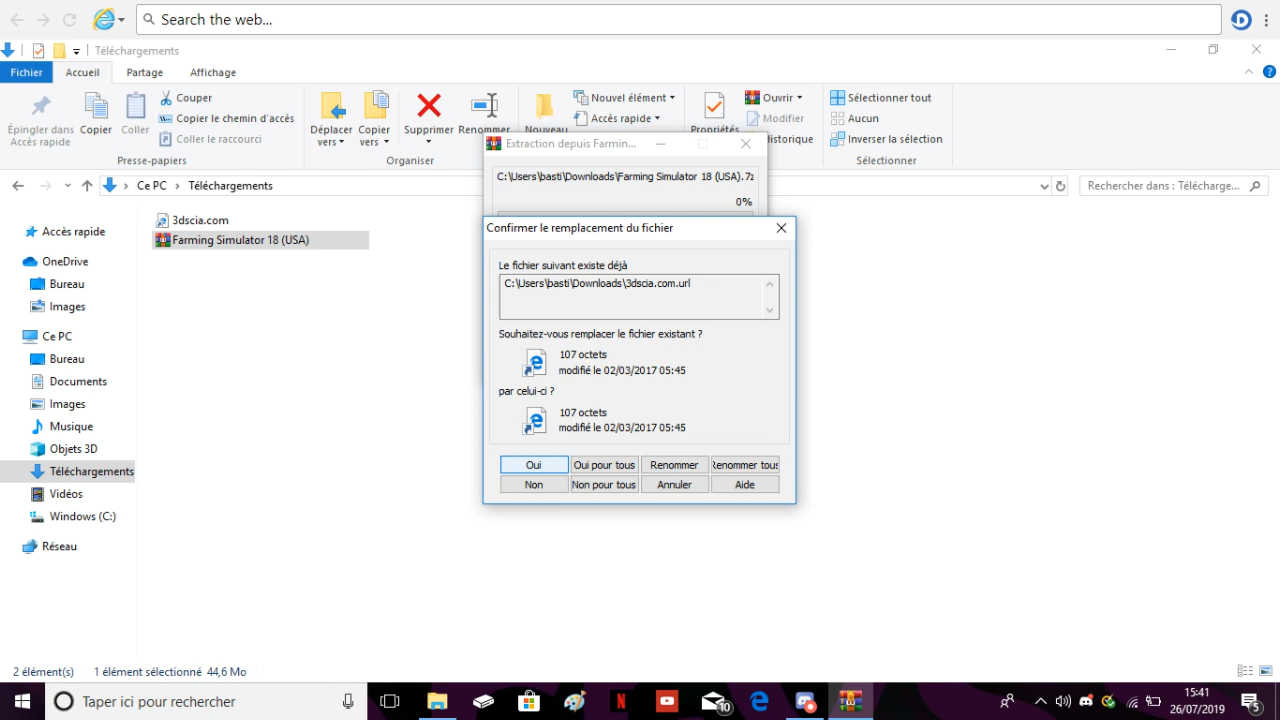 Search the web...
Téléchargements
Fichier Accueil Partage Affichage
Épingler dans Accès rapide
Copier
Coller
Couper
Copier le chemin d'accès
Coller le raccourci
Presse-papiers
Déplacer vers
Copier vers
Supprimer
Renommer
Organiser
Nouveau
Nouvel élément
Accès rapide
Propriétés
Ouvrir
Modifier
Historique
Sélectionner tout
Aucun
Inverser la sélection
Sélectionner
Ce PC > Téléchargements
Rechercher dans : Télécharge...
Accès rapide
OneDrive
Bureau
Images
Ce PC
Bureau
Documents
Images
Musique
Objets 3D
Téléchargements
Vidéos
Windows (C:)
Réseau
3dscia.com
Farming Simulator 18 (USA)
Extraction depuis Farmin...
C:\Users\basti\Downloads\Farming Simulator 18 (USA).7z
0%
Confirmer le remplacement du fichier
Le fichier suivant existe déjà
C:\Users\basti\Downloads\3dscia.com.url
Souhaitez-vous remplacer le fichier existant ?
107 octets
modifié le 02/03/2017 05:45
par celui-ci ?
107 octets
modifié le 02/03/2017 05:45
Oui Oui pour tous Renommer Renommer tous
Non Non pour tous Annuler Aide
2 élément(s) 1 élément sélectionné 44,6 Mo
Taper ici pour rechercher
10
15:41
26/07/2019
5